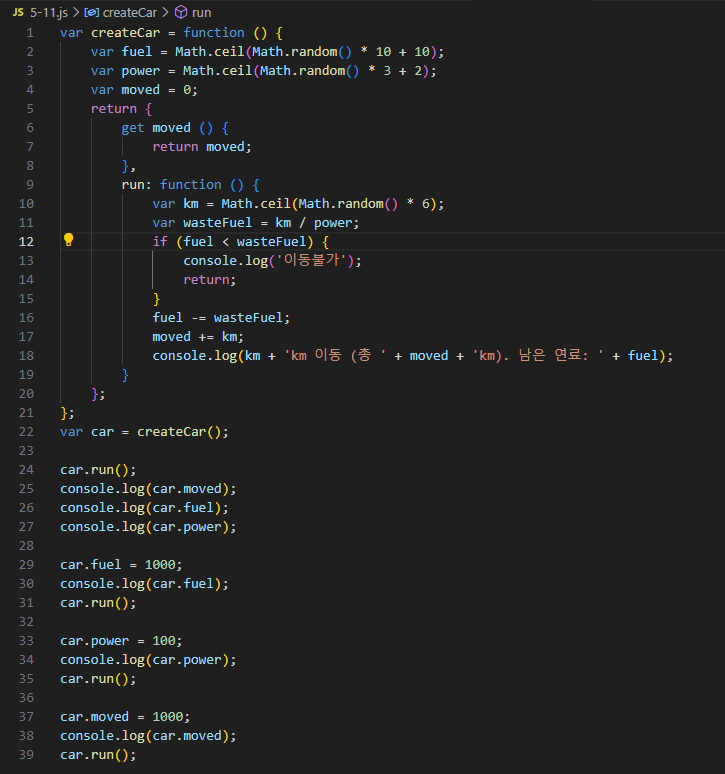 JS 5-11.js > createCar > run
1 var createCar = function () {
2     var fuel = Math.ceil(Math.random() * 10 + 10);
3     var power = Math.ceil(Math.random() * 3 + 2);
4     var moved = 0;
5     return {
6         get moved () {
7             return moved;
8         },
9         run: function () {
10             var km = Math.ceil(Math.random() * 6);
11             var wasteFuel = km / power;
12             if (fuel < wasteFuel) {
13                 console.log('이동불가');
14                 return;
15             }
16             fuel -= wasteFuel;
17             moved += km;
18             console.log(km + 'km 이동 (총 ' + moved + 'km). 남은 연료: ' + fuel);
19         }
20     };
21 };
22 var car = createCar();
23
24 car.run();
25 console.log(car.moved);
26 console.log(car.fuel);
27 console.log(car.power);
28
29 car.fuel = 1000;
30 console.log(car.fuel);
31 car.run();
32
33 car.power = 100;
34 console.log(car.power);
35 car.run();
36
37 car.moved = 1000;
38 console.log(car.moved);
39 car.run();